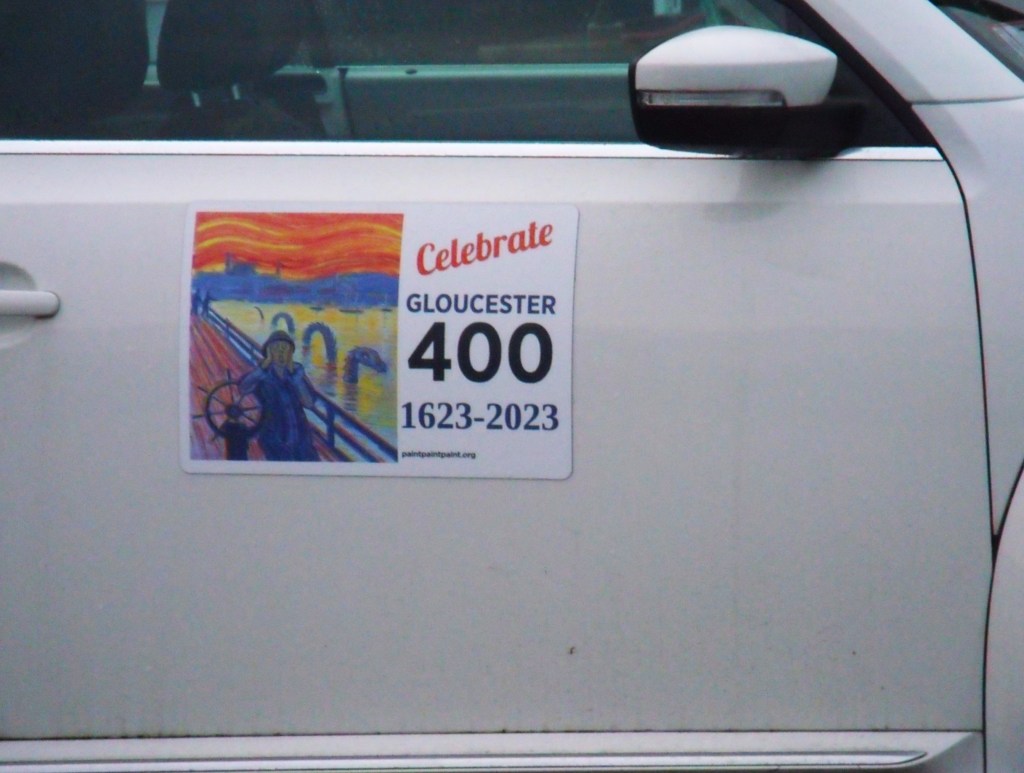 Celebrate
GLOUCESTER
400
1623-2023
paintpaintpaint.org